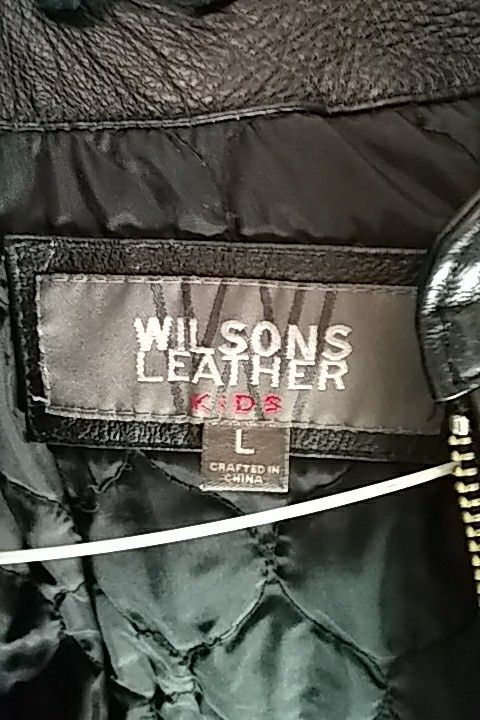 WILSONS
LEATHER
KIDS
L
CRAFTED IN
CHINA